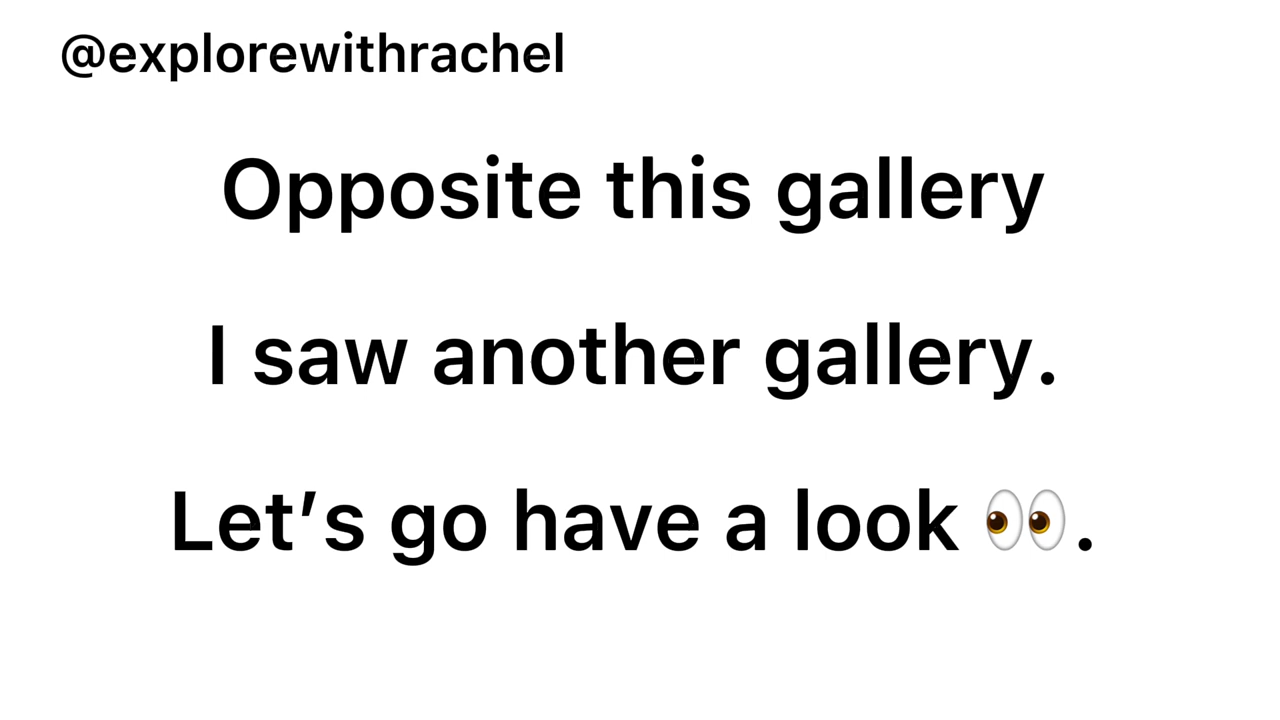 @explorewithrachel
Opposite this gallery
I saw another gallery.
Let’s go have a look 👀.